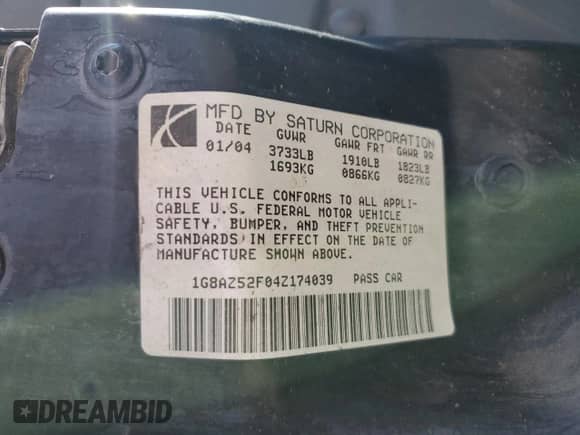 MFD BY SATURN CORPORATION
DATE GVWR GAWR FRT GAWR RR
01/04 3733LB 1910LB 1823LB
1693KG 0866KG 0827KG
THIS VEHICLE CONFORMS TO ALL APPLI-
CABLE U.S. FEDERAL MOTOR VEHICLE
SAFETY, BUMPER, AND THEFT PREVENTION
STANDARDS IN EFFECT ON THE DATE OF
MANUFACTURE SHOWN ABOVE.
1G8AZ52F04Z174039 PASS CAR
DREAMBID